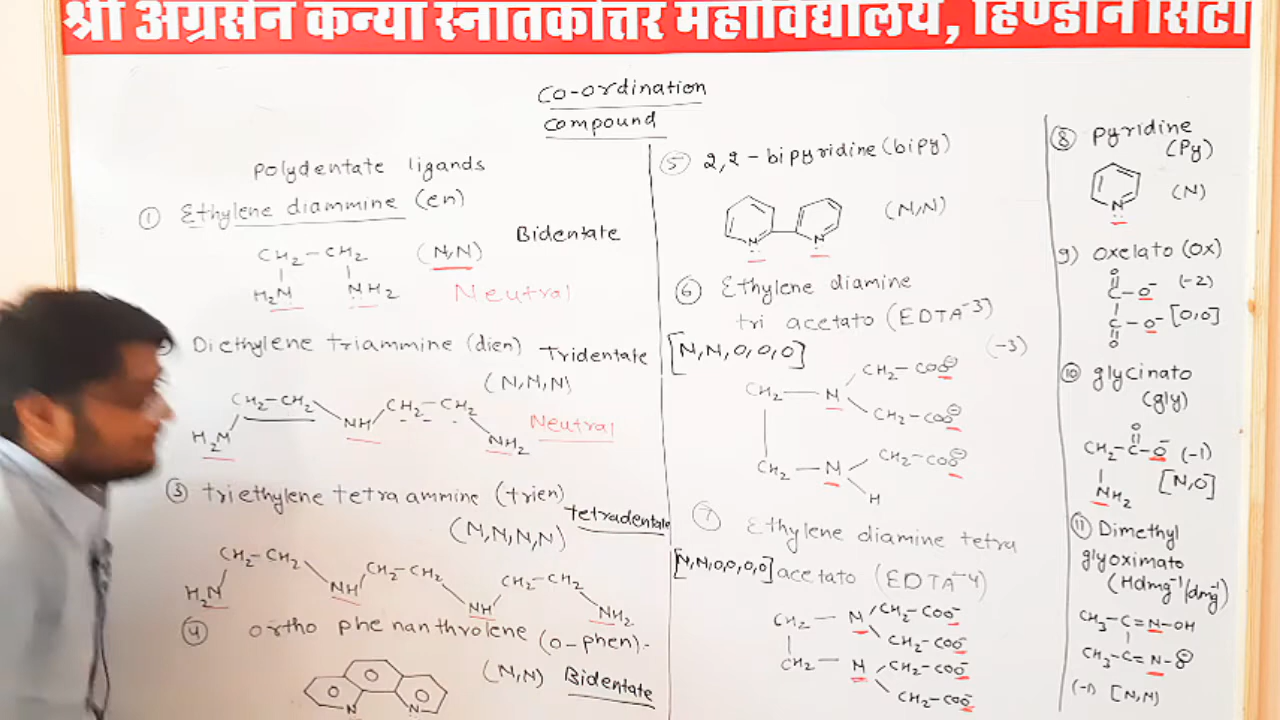 श्री अग्रसेन कन्या स्नातकोत्तर महाविद्यालय, हिण्डौन सिटी
Co-ordination
Compound
Polydentate ligands
① Ethylene diammine (en)
Bidentate
CH₂-CH₂ (N,N)
H₂N NH₂ Neutral
Diethylene triammine (dien) Tridentate
(N,N,N)
CH₂-CH₂ CH₂-CH₂
H₂N NH NH₂
Neutral
③ triethylene tetra ammine (trien)
tetradentate
(N,N,N,N)
CH₂-CH₂ CH₂-CH₂ CH₂-CH₂
H₂N NH NH NH₂
④ ortho phenanthrolene (o-phen)-
(N,N) Bidentate
N N
⑤ 2,2-bipyridine (bipy)
(N,N)
N N
⑥ Ethylene diamine
tri acetato (EDTA⁻³)
[N,N,O,O,O] (-3)
CH₂-COO⊖
CH₂ — N
CH₂-COO⊖
CH₂-COO⊖
CH₂ — N
H
⑦ Ethylene diamine tetra
[N,N,O,O,O,O] acetato (EDTA⁻⁴)
CH₂ — N CH₂-COO⁻
CH₂-COO⁻
CH₂ — N CH₂-COO⁻
CH₂-COO⁻
⑧ Pyridine
(Py)
(N)
N
9) oxelato (ox)
O
C-O⁻ (-2)
C-O⁻ [O,O]
O
⑩ glycinato
(gly)
O
CH₂-C-O⁻ (-1)
NH₂ [N,O]
⑪ Dimethyl
glyoximato
(Hdmg⁻¹/dmg⁻¹)
CH₃-C=N-OH
CH₃-C=N-O⊖
(-1) [N,N]